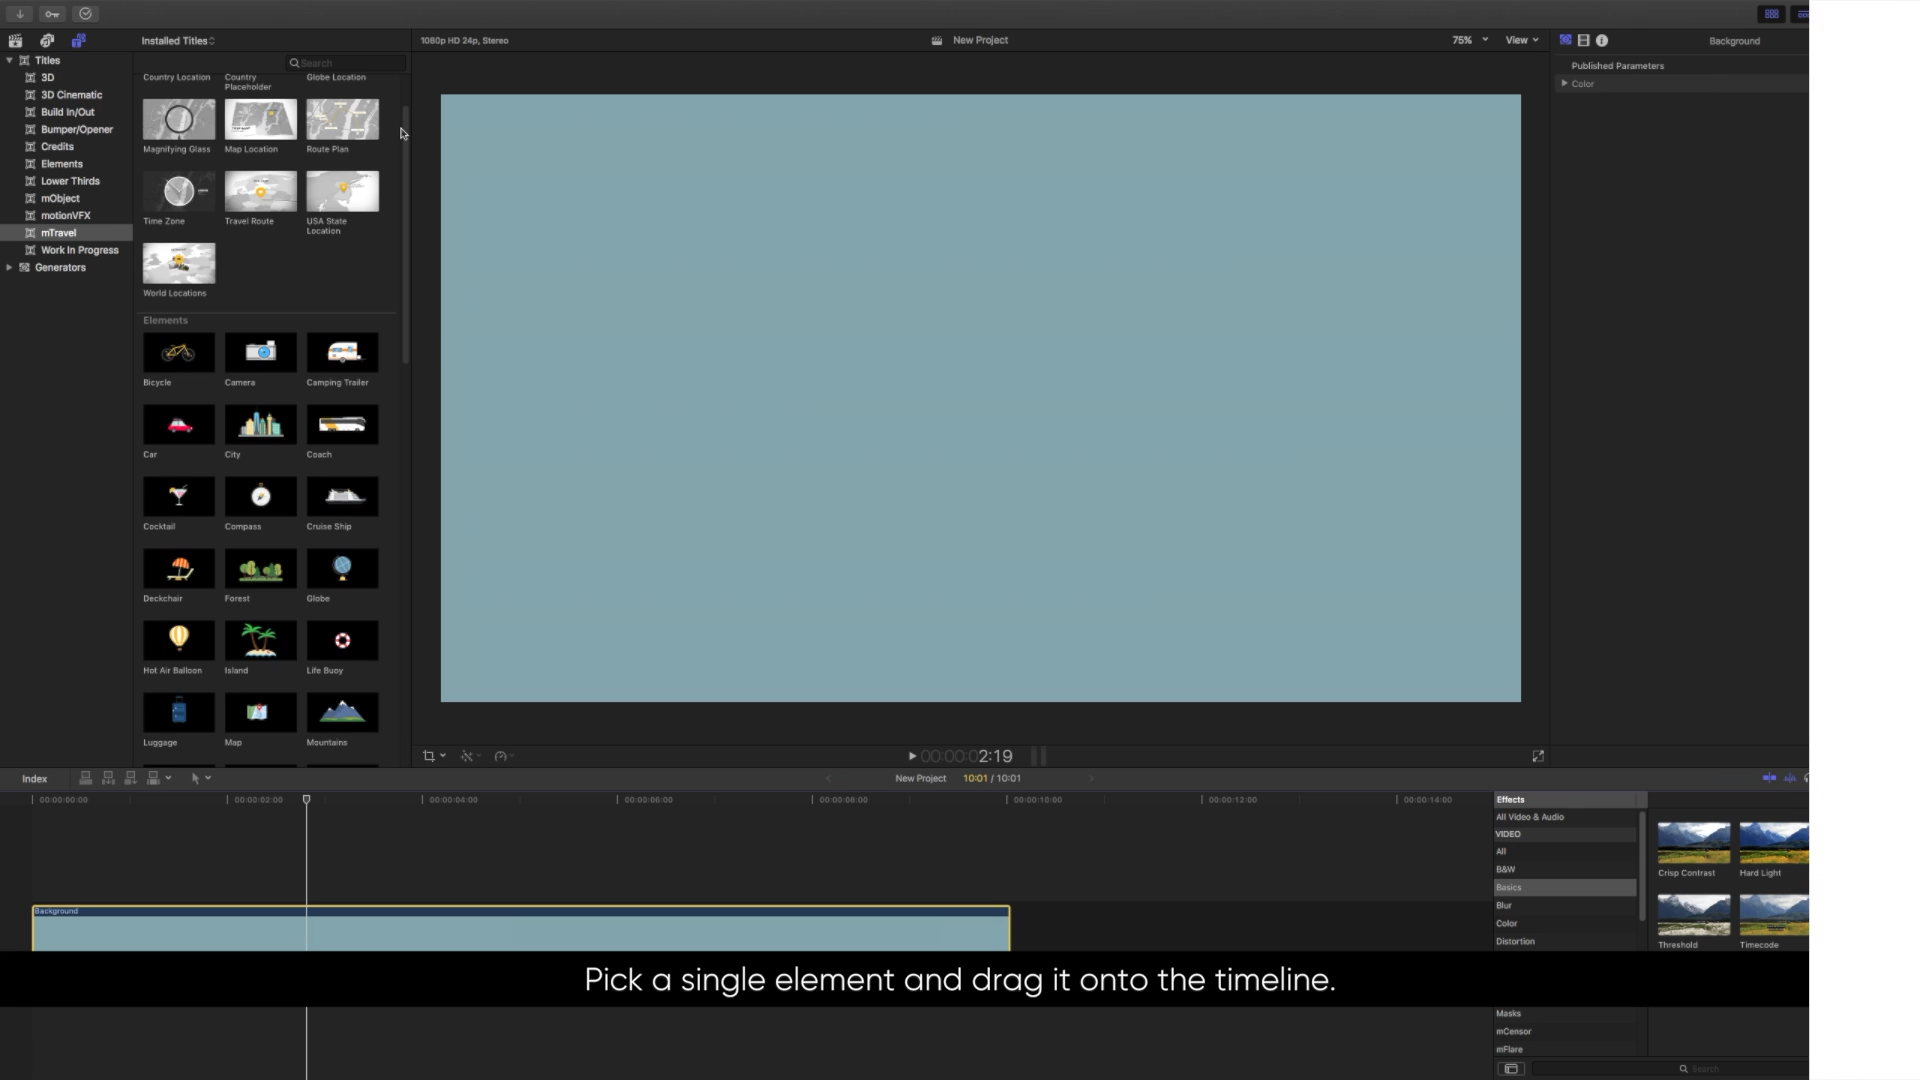 Installed Titles
1080p HD 24p, Stereo
New Project
75%
View
Background
Titles
3D
3D Cinematic
Build In/Out
Bumper/Opener
Credits
Elements
Lower Thirds
mObject
motionVFX
mTravel
Work In Progress
Generators
Search
Country Location
Country
Placeholder
Globe Location
Magnifying Glass
Map Location
Route Plan
Time Zone
Travel Route
USA State
Location
World Locations
Elements
Bicycle
Camera
Camping Trailer
Car
City
Coach
Cocktail
Compass
Cruise Ship
Deckchair
Forest
Globe
Hot Air Balloon
Island
Life Buoy
Luggage
Map
Mountains
Published Parameters
Color
00:00:02:19
Index
New Project
10:01 / 10:01
00:00:00:00
00:00:02:00
00:00:04:00
00:00:06:00
00:00:08:00
00:00:10:00
00:00:12:00
00:00:14:00
Background
Effects
All Video & Audio
VIDEO
All
B&W
Basics
Blur
Color
Distortion
Crisp Contrast
Hard Light
Threshold
Timecode
Pick a single element and drag it onto the timeline.
Masks
mCensor
mFlare
Search